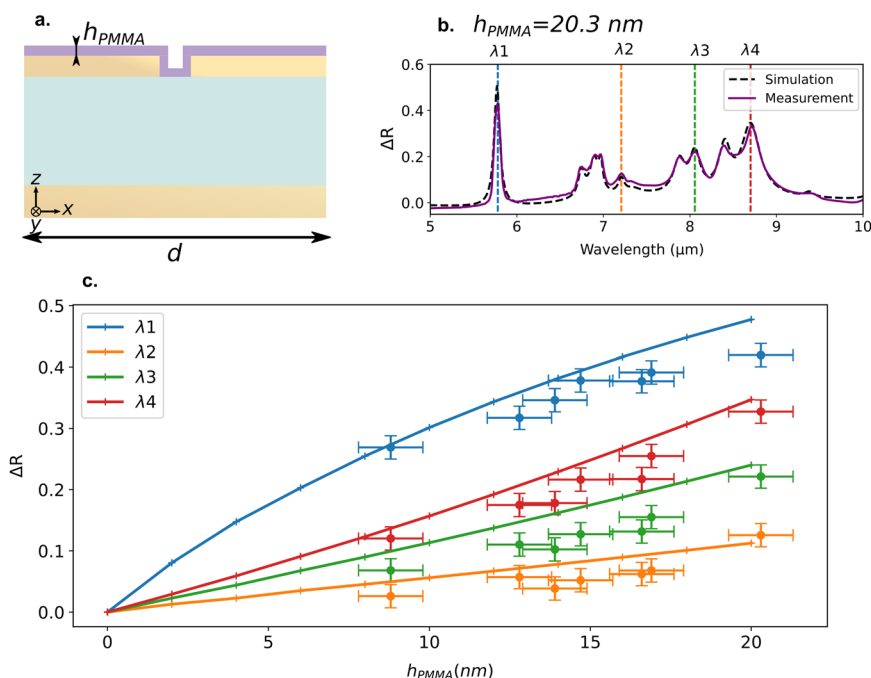 a.
h_PMMA
z
x
y
d
b.
h_PMMA=20.3 nm
λ1 λ2 λ3 λ4
0.6
0.4
0.2
0.0
ΔR
Simulation
Measurement
5 6 7 8 9 10
Wavelength (μm)
c.
0.5
0.4
0.3
0.2
0.1
0.0
ΔR
λ1
λ2
λ3
λ4
0 5 10 15 20
h_PMMA(nm)